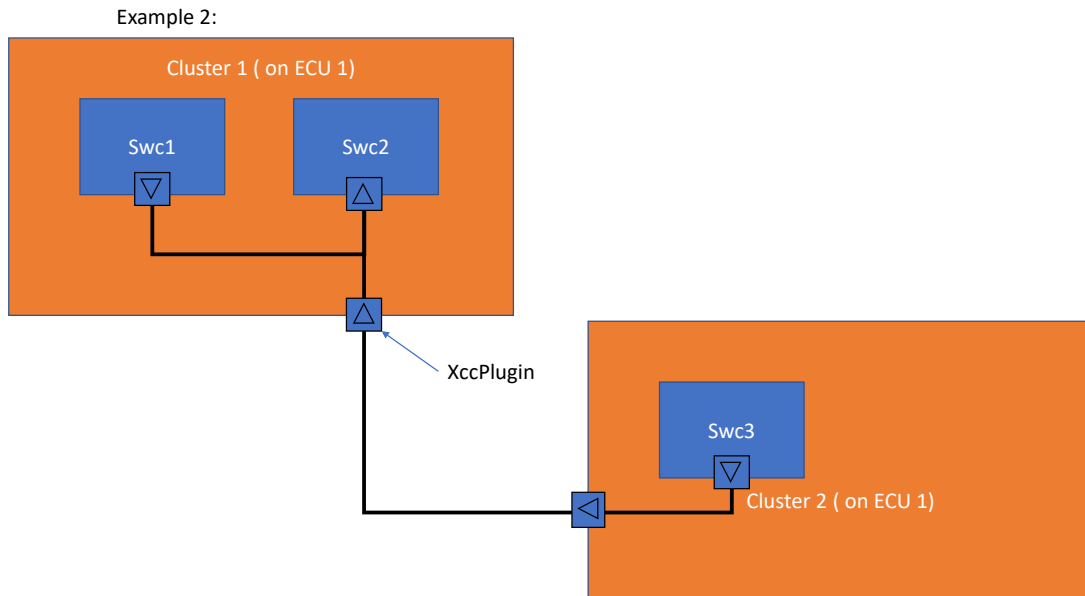 Example 2:
Cluster 1 ( on ECU 1)
Swc1
Swc2
XccPlugin
Swc3
Cluster 2 ( on ECU 1)